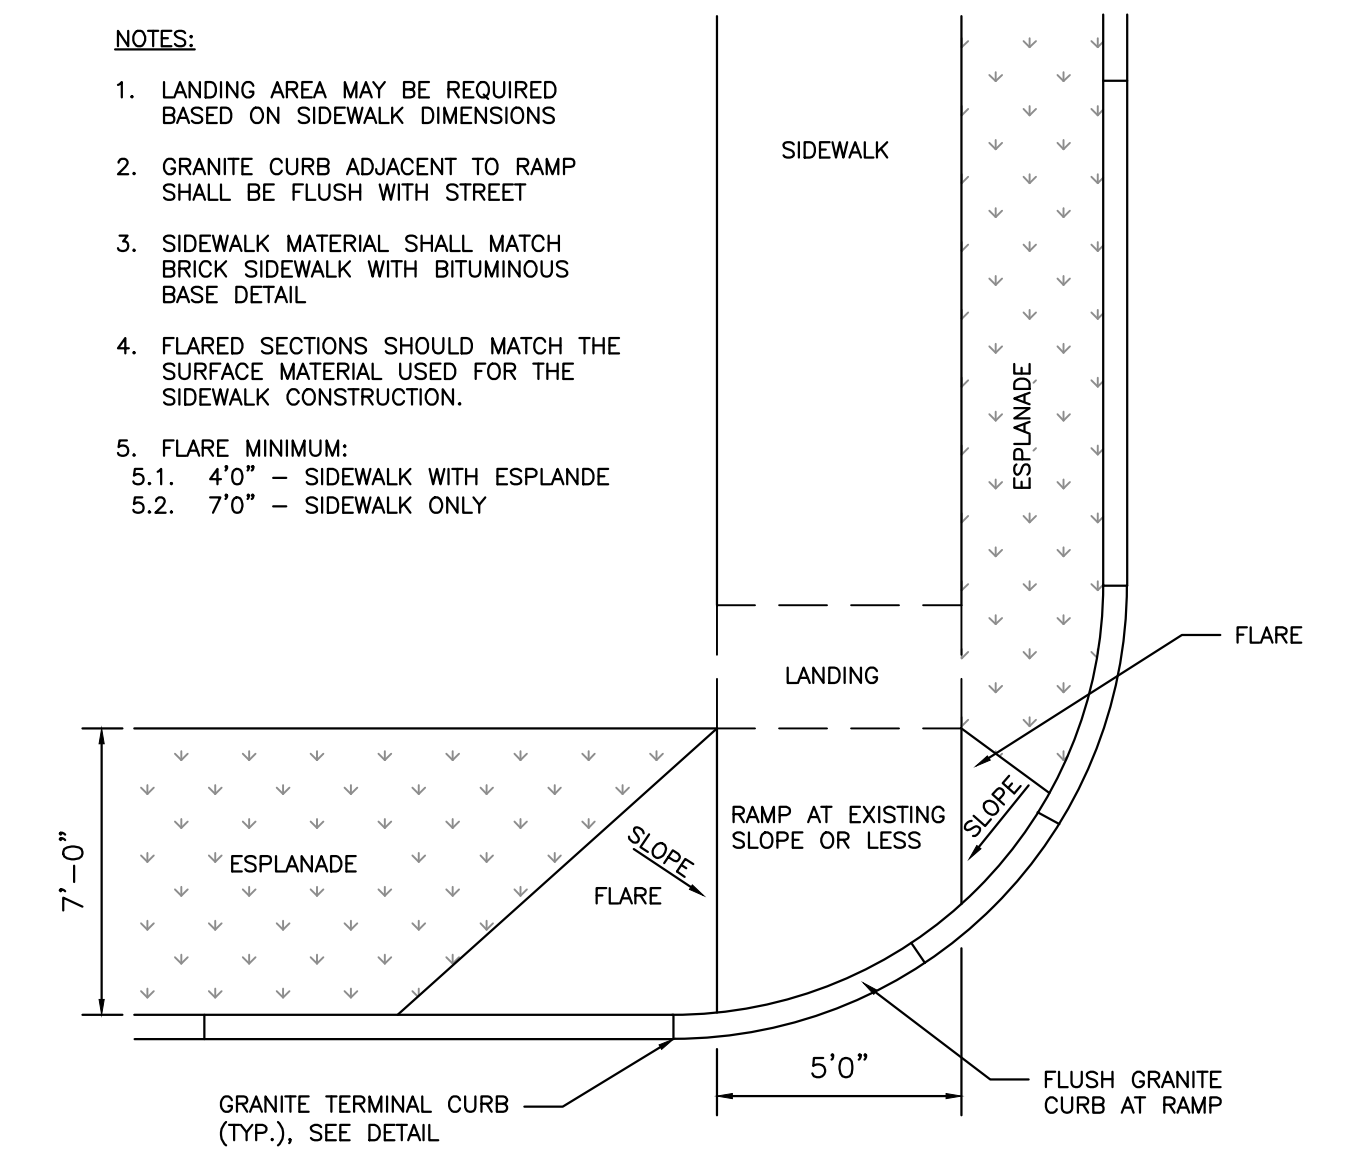 NOTES:
1. LANDING AREA MAY BE REQUIRED
BASED ON SIDEWALK DIMENSIONS
2. GRANITE CURB ADJACENT TO RAMP
SHALL BE FLUSH WITH STREET
3. SIDEWALK MATERIAL SHALL MATCH
BRICK SIDEWALK WITH BITUMINOUS
BASE DETAIL
4. FLARED SECTIONS SHOULD MATCH THE
SURFACE MATERIAL USED FOR THE
SIDEWALK CONSTRUCTION.
5. FLARE MINIMUM:
5.1. 4'0" – SIDEWALK WITH ESPLANDE
5.2. 7'0" – SIDEWALK ONLY
SIDEWALK
ESPLANADE
FLARE
LANDING
RAMP AT EXISTING
SLOPE OR LESS
SLOPE
SLOPE
FLARE
ESPLANADE
7'–0"
5'0"
GRANITE TERMINAL CURB
(TYP.), SEE DETAIL
FLUSH GRANITE
CURB AT RAMP